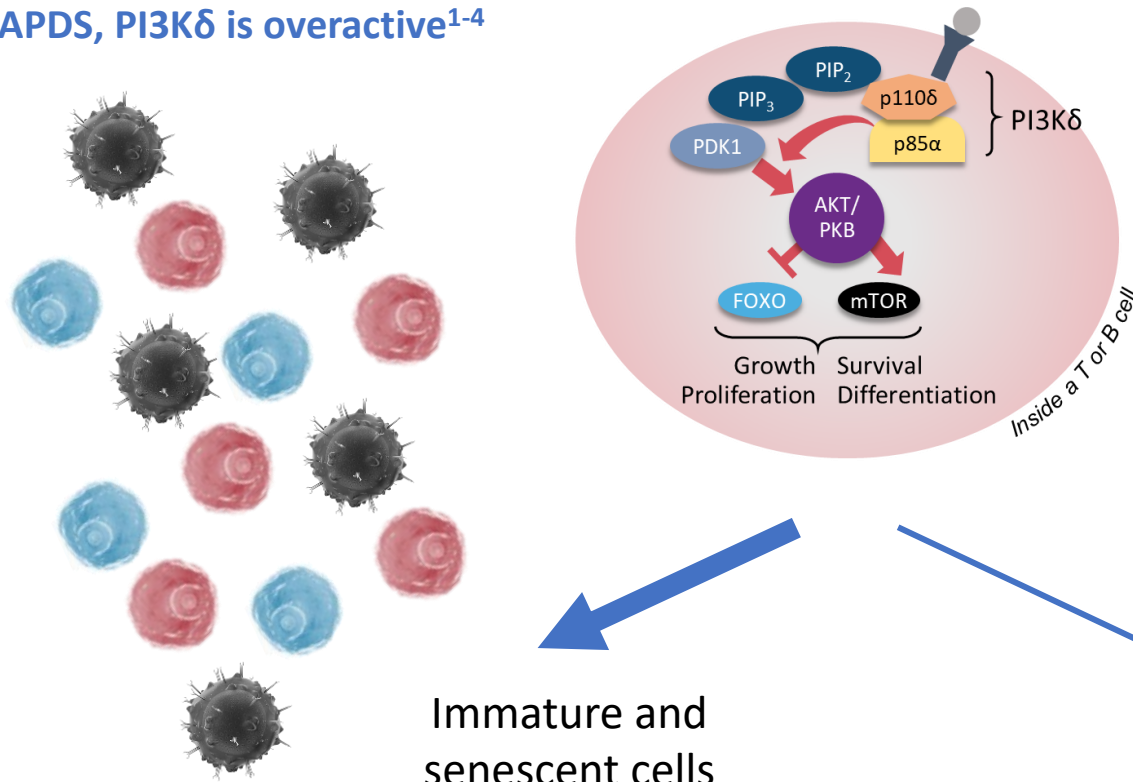 APDS, PI3Kδ is overactive¹⁻⁴
PIP₂
PIP₃
p110δ
PDK1
p85α
PI3Kδ
AKT/
PKB
FOXO
mTOR
Growth Survival
Proliferation Differentiation
Inside a T or B cell
Immature and
senescent cells